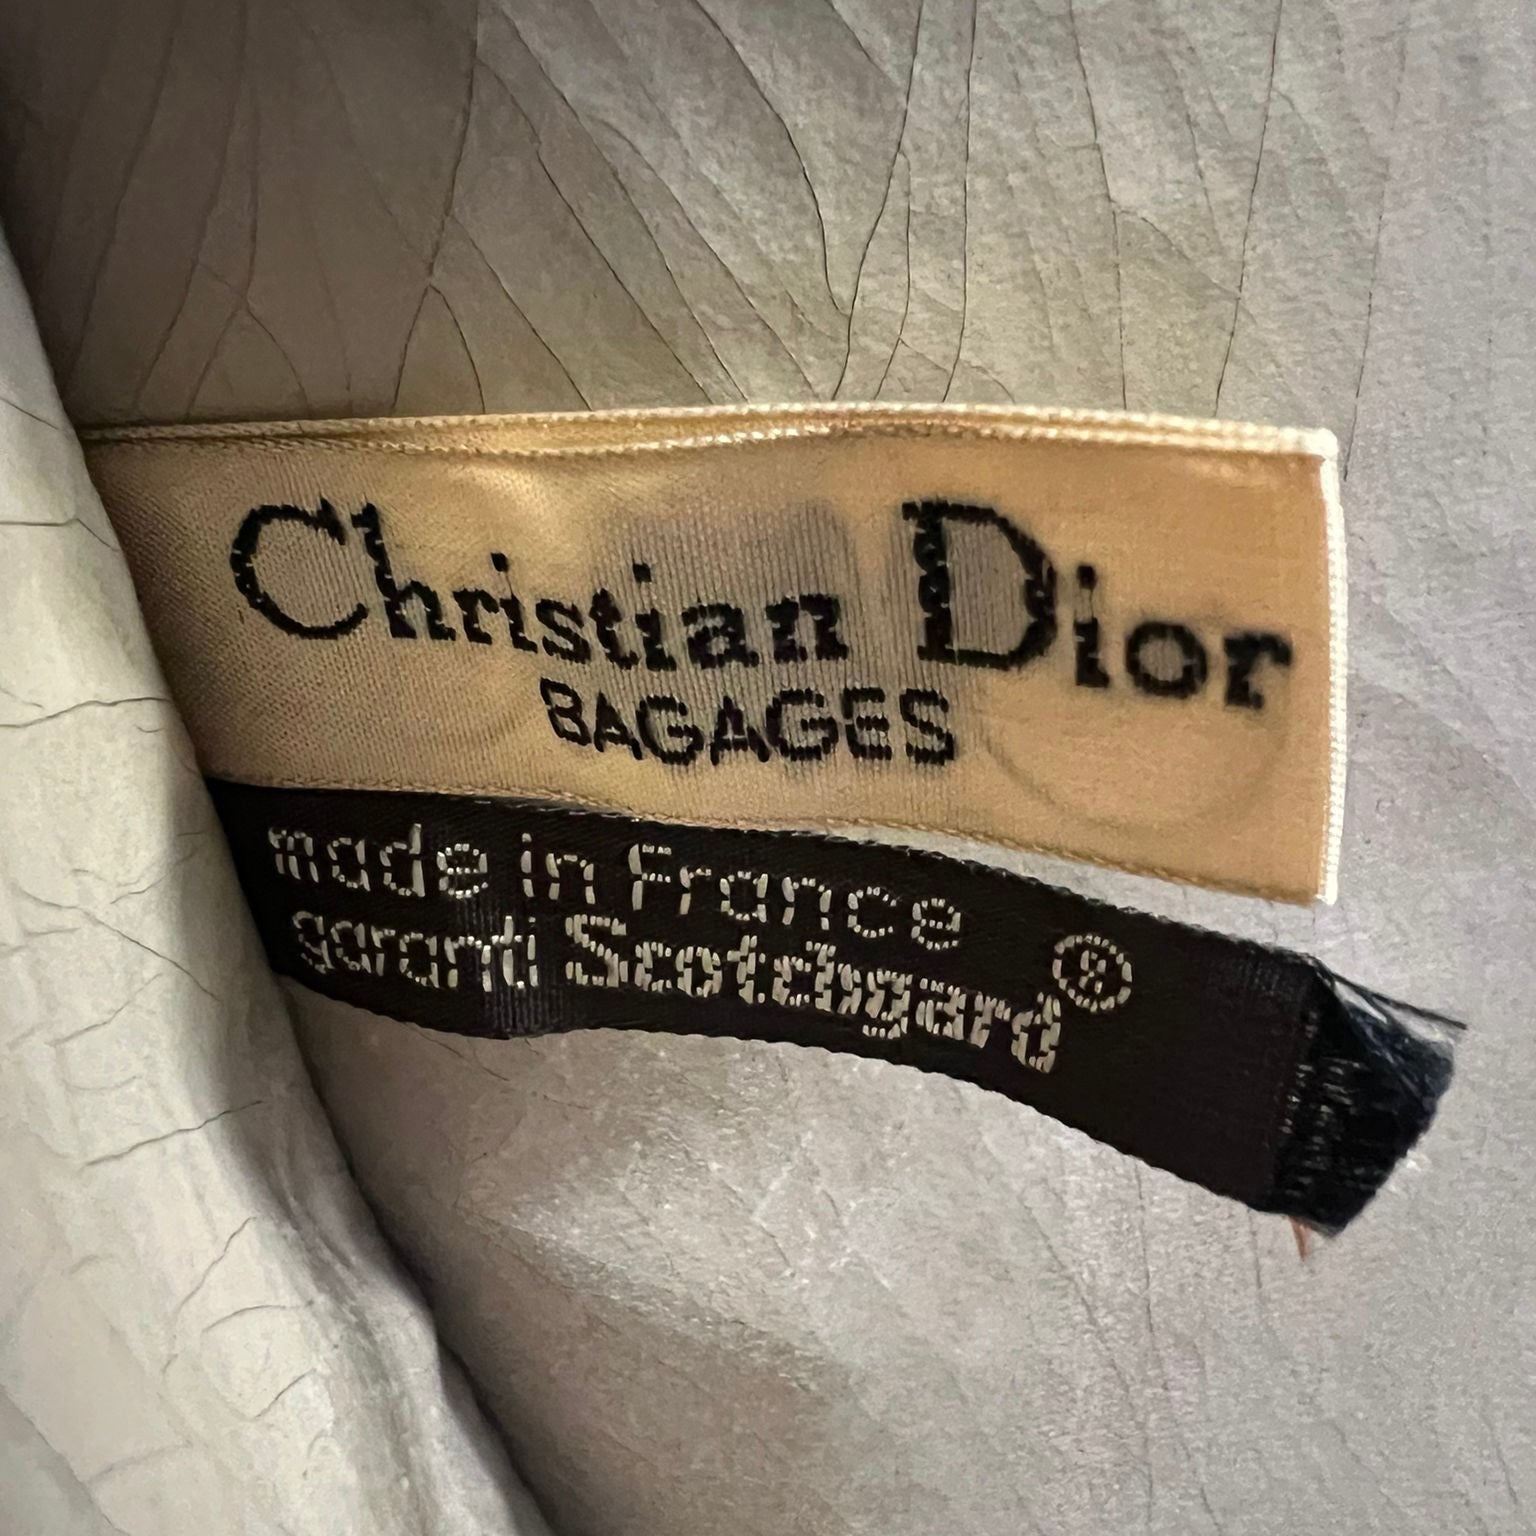 Christian Dior
BAGAGES
made in France
garanti Scotchgard®